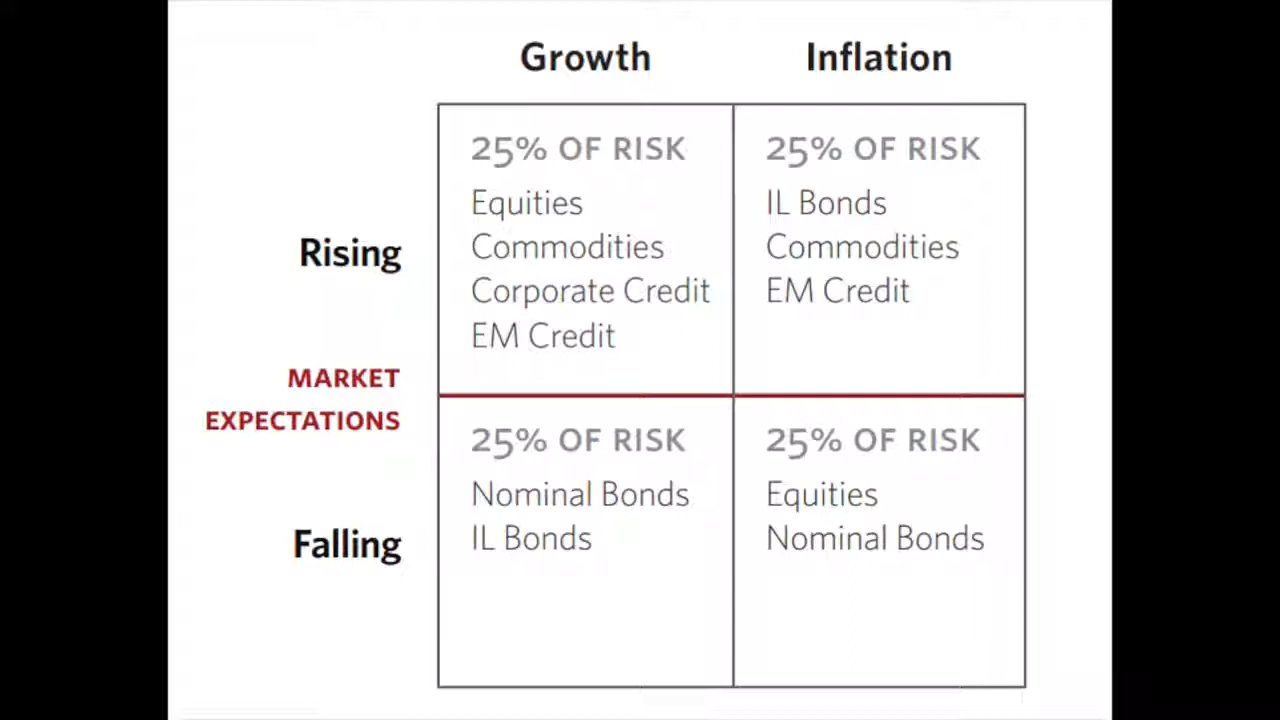 Growth
Inflation
Rising
25% OF RISK
Equities
Commodities
Corporate Credit
EM Credit
25% OF RISK
IL Bonds
Commodities
EM Credit
MARKET
EXPECTATIONS
Falling
25% OF RISK
Nominal Bonds
IL Bonds
25% OF RISK
Equities
Nominal Bonds